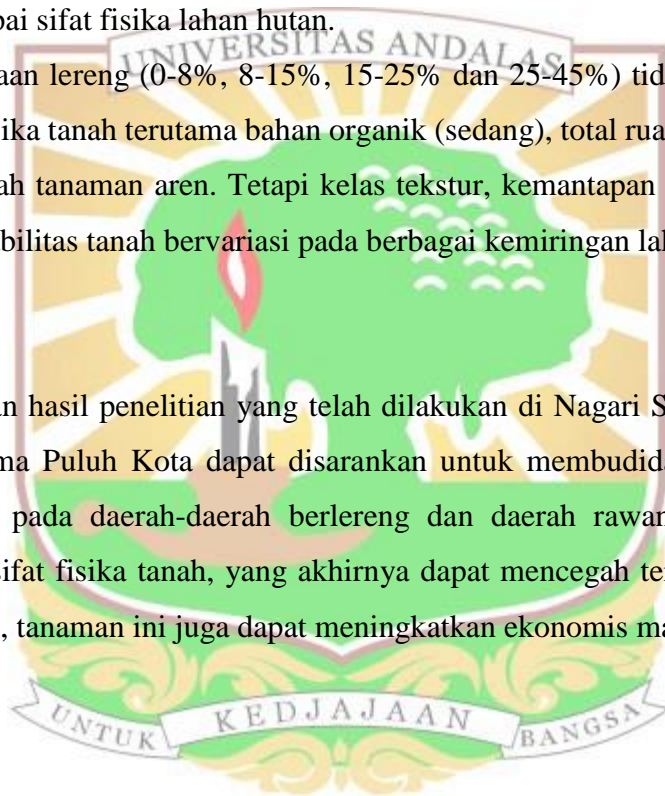 pai sifat fisika lahan hutan.
UNIVERSITAS ANDALAS
aan lereng (0-8%, 8-15%, 15-25% dan 25-45%) tid
ika tanah terutama bahan organik (sedang), total rua
ah tanaman aren. Tetapi kelas tekstur, kemantapan
abilitas tanah bervariasi pada berbagai kemiringan la
an hasil penelitian yang telah dilakukan di Nagari S
ma Puluh Kota dapat disarankan untuk membudida
pada daerah-daerah berlereng dan daerah rawan
sifat fisika tanah, yang akhirnya dapat mencegah te
, tanaman ini juga dapat meningkatkan ekonomis ma
UNTUK KEDJAJAAN BANGSA